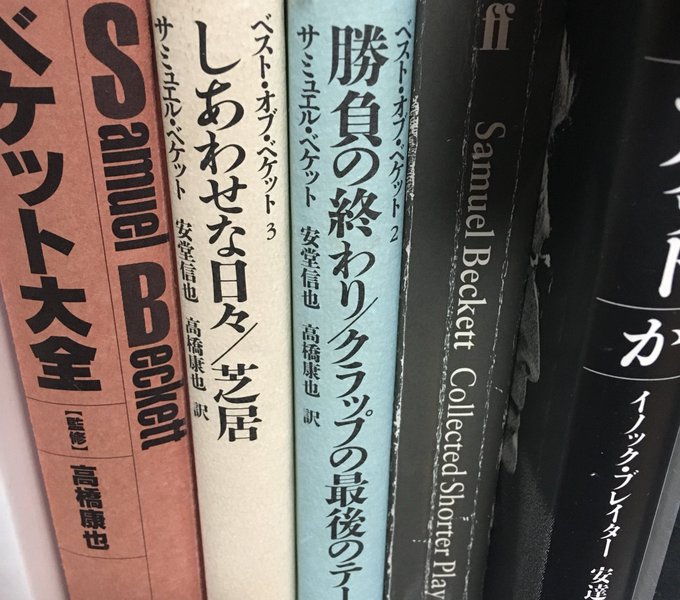 ベケット大全
[監修]
高橋康也
Samuel Beckett
ベスト・オブ・ベケット 3
サミュエル・ベケット
しあわせな日々/芝居
安堂信也 高橋康也 訳
ベスト・オブ・ベケット 2
サミュエル・ベケット
勝負の終わり/クラップの最後のテー
安堂信也 高橋康也 訳
ff
Samuel Beckett Collected Shorter Play
か
イノック・ブレイター 安達